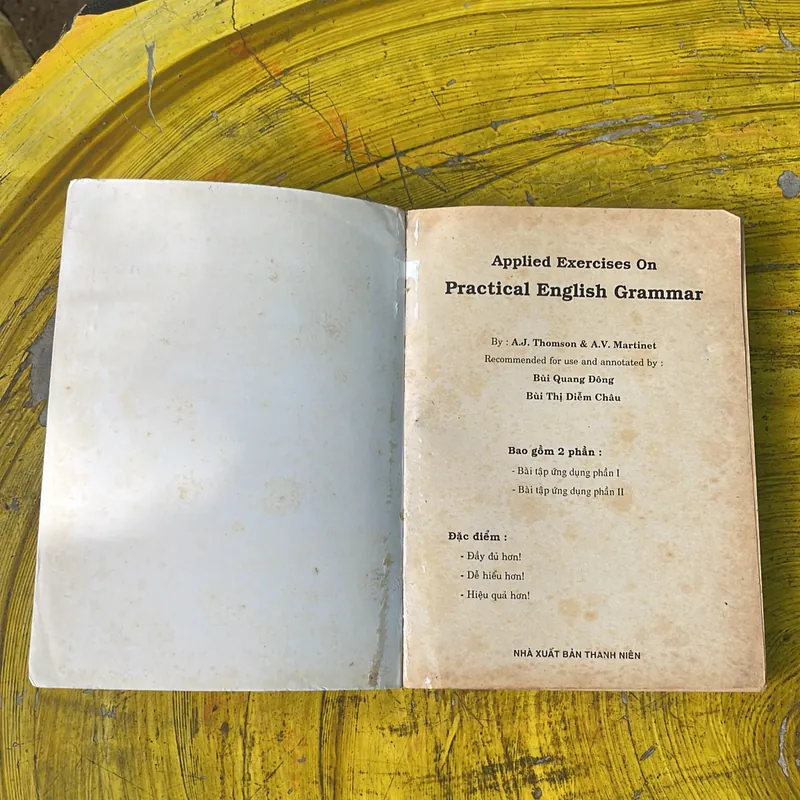 Applied Exercises On
Practical English Grammar
By : A.J. Thomson & A.V. Martinet
Recommended for use and annotated by :
Bùi Quang Đông
Bùi Thị Diễm Châu
Bao gồm 2 phần :
- Bài tập ứng dụng phần I
- Bài tập ứng dụng phần II
Đặc điểm :
- Đầy đủ hơn!
- Dễ hiểu hơn!
- Hiệu quả hơn!
NHÀ XUẤT BẢN THANH NIÊN